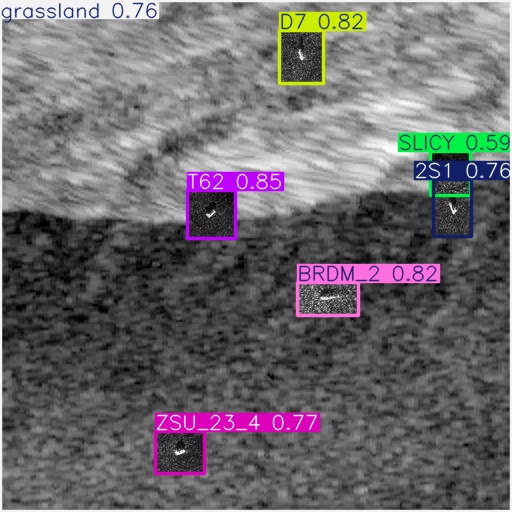 grassland 0.76
D7 0.82
SLICY 0.59
2S1 0.76
T62 0.85
BRDM_2 0.82
ZSU_23_4 0.77